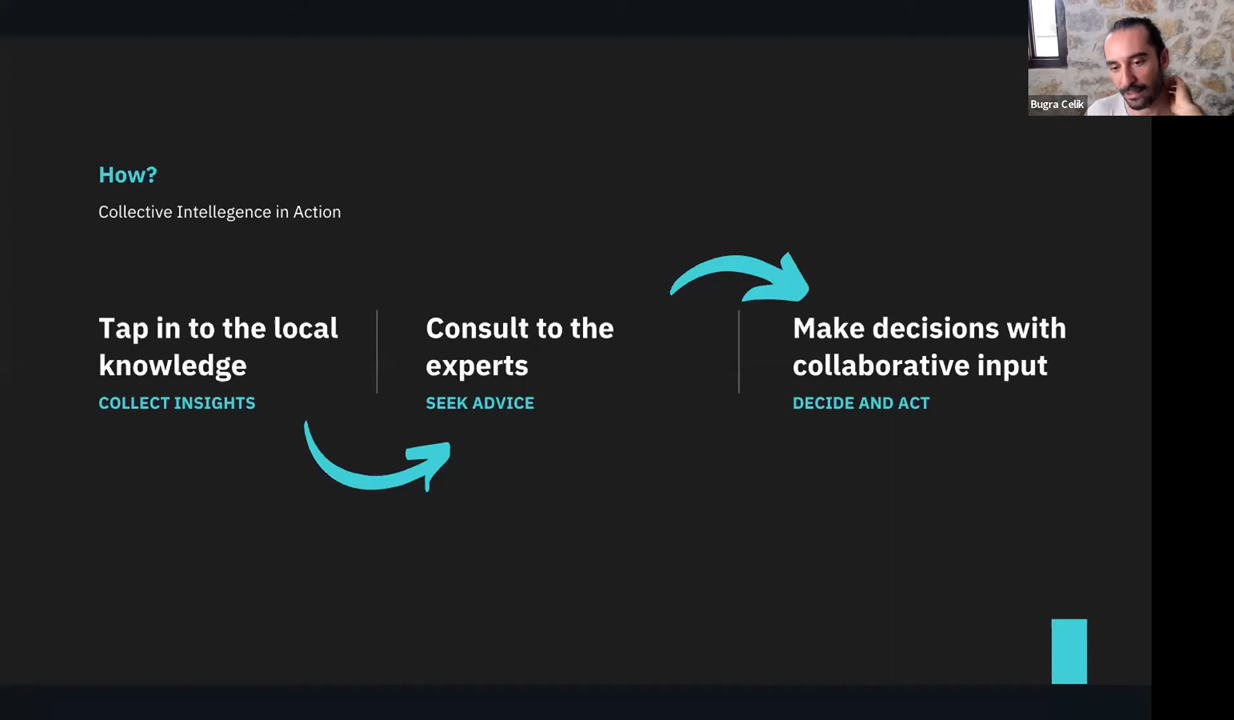 Bugra Celik
How?
Collective Intellegence in Action
Tap in to the local
knowledge
COLLECT INSIGHTS
Consult to the
experts
SEEK ADVICE
Make decisions with
collaborative input
DECIDE AND ACT